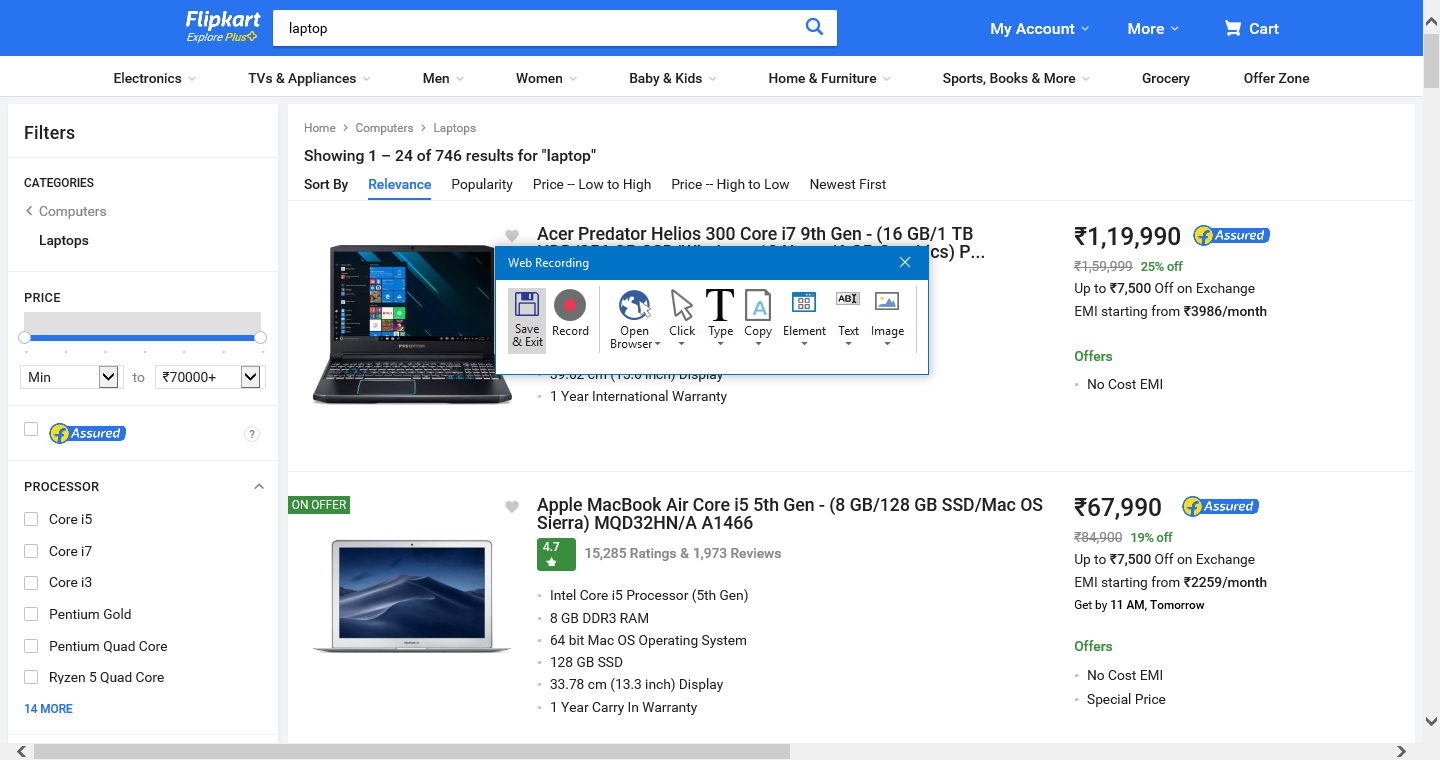 Flipkart
Explore Plus
laptop
My Account
More
Cart
Electronics
TVs & Appliances
Men
Women
Baby & Kids
Home & Furniture
Sports, Books & More
Grocery
Offer Zone
Filters
CATEGORIES
Computers
Laptops
PRICE
Min
to
₹70000+
Assured
?
PROCESSOR
Core i5
Core i7
Core i3
Pentium Gold
Pentium Quad Core
Ryzen 5 Quad Core
14 MORE
Home
Computers
Laptops
Showing 1 – 24 of 746 results for "laptop"
Sort By
Relevance
Popularity
Price -- Low to High
Price -- High to Low
Newest First
Acer Predator Helios 300 Core i7 9th Gen - (16 GB/1 TB
P...
Web Recording
Save & Exit
Record
Open Browser
Click
Type
Copy
Element
Text
Image
1 Year International Warranty
₹1,19,990
Assured
₹1,59,999 25% off
Up to ₹7,500 Off on Exchange
EMI starting from ₹3986/month
Offers
No Cost EMI
ON OFFER
Apple MacBook Air Core i5 5th Gen - (8 GB/128 GB SSD/Mac OS
Sierra) MQD32HN/A A1466
4.7
15,285 Ratings & 1,973 Reviews
Intel Core i5 Processor (5th Gen)
8 GB DDR3 RAM
64 bit Mac OS Operating System
128 GB SSD
33.78 cm (13.3 inch) Display
1 Year Carry In Warranty
₹67,990
Assured
₹84,900 19% off
Up to ₹7,500 Off on Exchange
EMI starting from ₹2259/month
Get by 11 AM, Tomorrow
Offers
No Cost EMI
Special Price